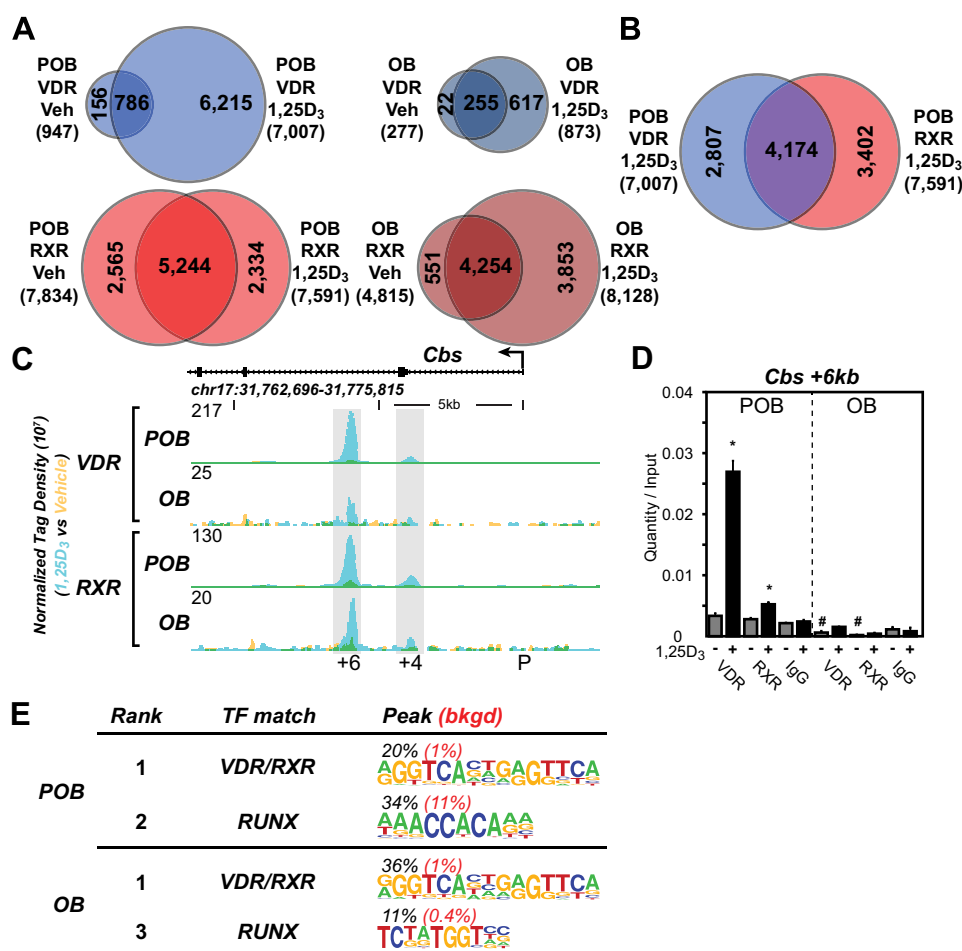 A
POB
VDR
Veh
(947)
156
786
6,215
POB
VDR
1,25D₃
(7,007)
OB
VDR
Veh
(277)
22
255
617
OB
VDR
1,25D₃
(873)
POB
RXR
Veh
(7,834)
2,565
5,244
2,334
POB
RXR
1,25D₃
(7,591)
OB
RXR
Veh
(4,815)
551
4,254
3,853
OB
RXR
1,25D₃
(8,128)
B
POB
VDR
1,25D₃
(7,007)
2,807
4,174
3,402
POB
RXR
1,25D₃
(7,591)
C
Cbs
chr17:31,762,696-31,775,815
5kb
Normalized Tag Density (10⁷)
(1,25D₃ vs Vehicle)
VDR
POB
217
OB
25
RXR
POB
130
OB
20
+6
+4
P
D
Cbs +6kb
POB
OB
Quantity / Input
0.04
0.03
0.02
0.01
0
*
*
#
#
1,25D₃
- + - + - + - + - + - +
VDR
RXR
IgG
VDR
RXR
IgG
E
Rank
TF match
Peak (bkgd)
POB
1
VDR/RXR
20% (1%)
AGGTCACTGAGTTCA
2
RUNX
34% (11%)
AAACCACAAA
OB
1
VDR/RXR
36% (1%)
GGGTCATGAGTTCA
3
RUNX
11% (0.4%)
TCTATGGTCC